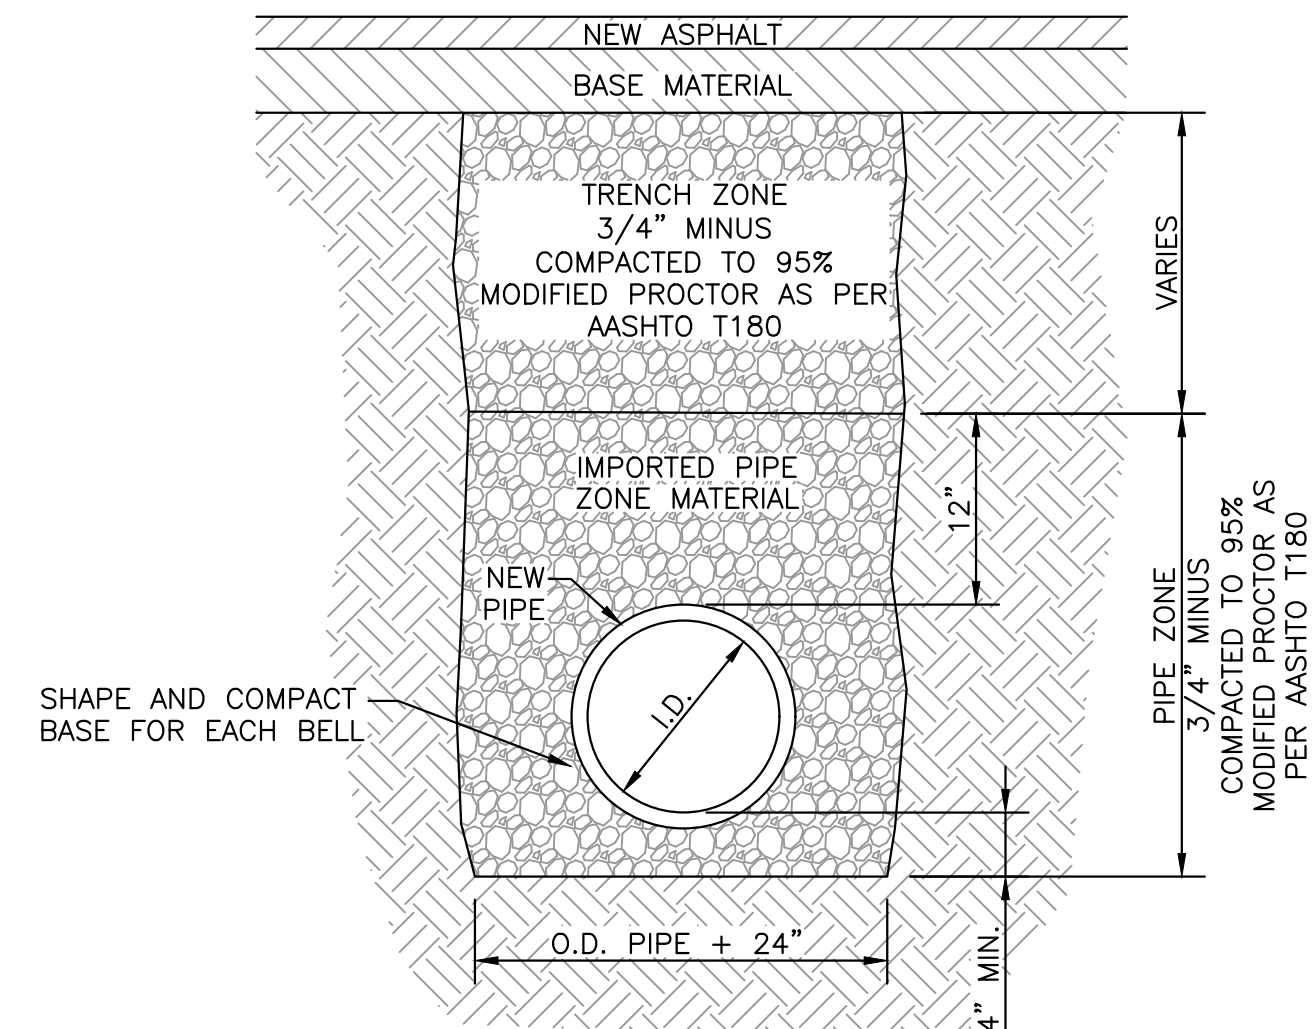 NEW ASPHALT
BASE MATERIAL
TRENCH ZONE
3/4” MINUS
COMPACTED TO 95%
MODIFIED PROCTOR AS PER
AASHTO T180
VARIES
IMPORTED PIPE
ZONE MATERIAL
12”
NEW
PIPE
I.D.
SHAPE AND COMPACT
BASE FOR EACH BELL
PIPE ZONE
3/4” MINUS
COMPACTED TO 95%
MODIFIED PROCTOR AS
PER AASHTO T180
O.D. PIPE + 24”
4” MIN.